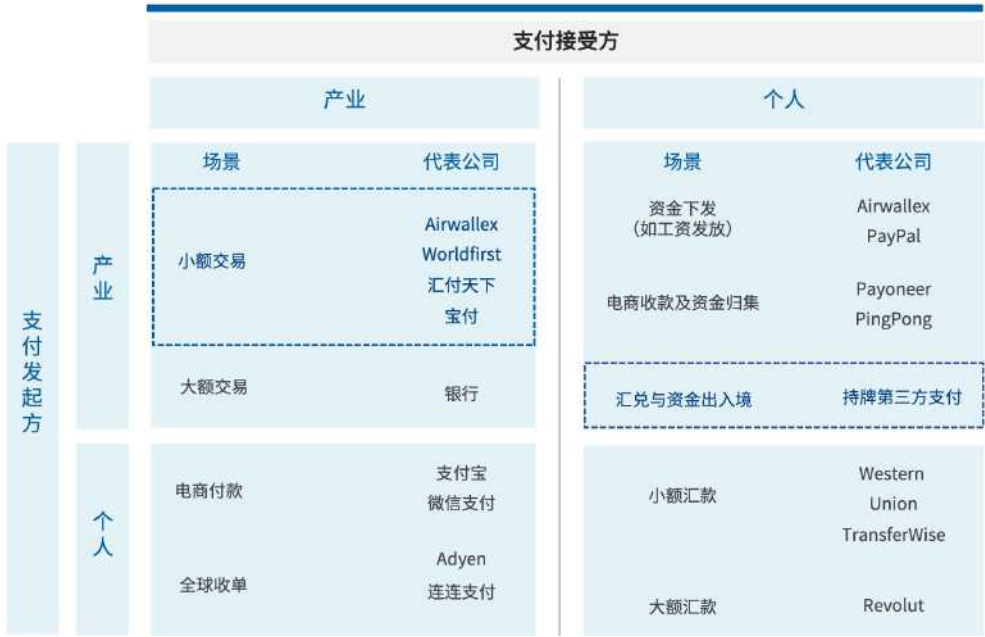 支付接受方
产业
个人
支付发起方
产业
场景
代表公司
小额交易
Airwallex
Worldfirst
汇付天下
宝付
大额交易
银行
场景
代表公司
资金下发
(如工资发放)
Airwallex
PayPal
电商收款及资金归集
Payoneer
PingPong
汇兑与资金出入境
持牌第三方支付
个人
电商付款
支付宝
微信支付
全球收单
Adyen
连连支付
小额汇款
Western
Union
TransferWise
大额汇款
Revolut